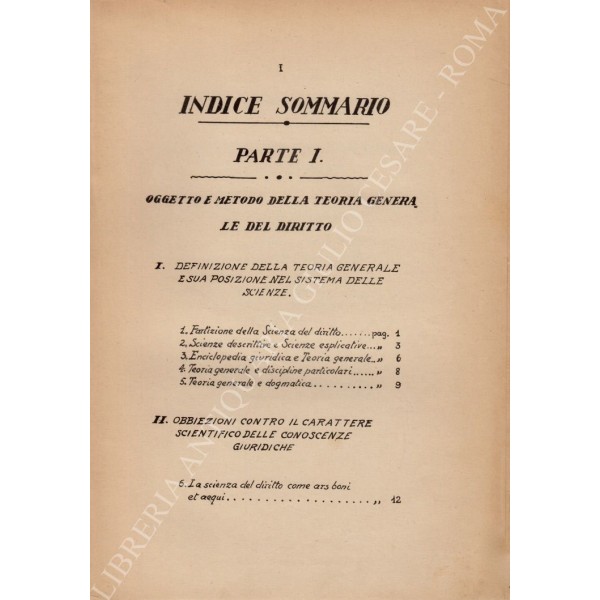 I
INDICE SOMMARIO
PARTE I.
OGGETTO E METODO DELLA TEORIA GENERA
LE DEL DIRITTO
I. DEFINIZIONE DELLA TEORIA GENERALE
E SUA POSIZIONE NEL SISTEMA DELLE
SCIENZE.
1. Partizione della Scienza del diritto.......pag. 1
2. Scienze descrittive e Scienze esplicative... „ 3
3. Enciclopedia giuridica e Teoria generale.. „ 6
4. Teoria generale e discipline particolari...... „ 8
5. Teoria generale e dogmatica.......... „ 9
II. OBBIEZIONI CONTRO IL CARATTERE
SCIENTIFICO DELLE CONOSCENZE
GIURIDICHE
6. La scienza del diritto come ars boni
et aequi.................... „ 12
LIBRERIA ANTIQUARIA GIULIO CESARE - ROMA